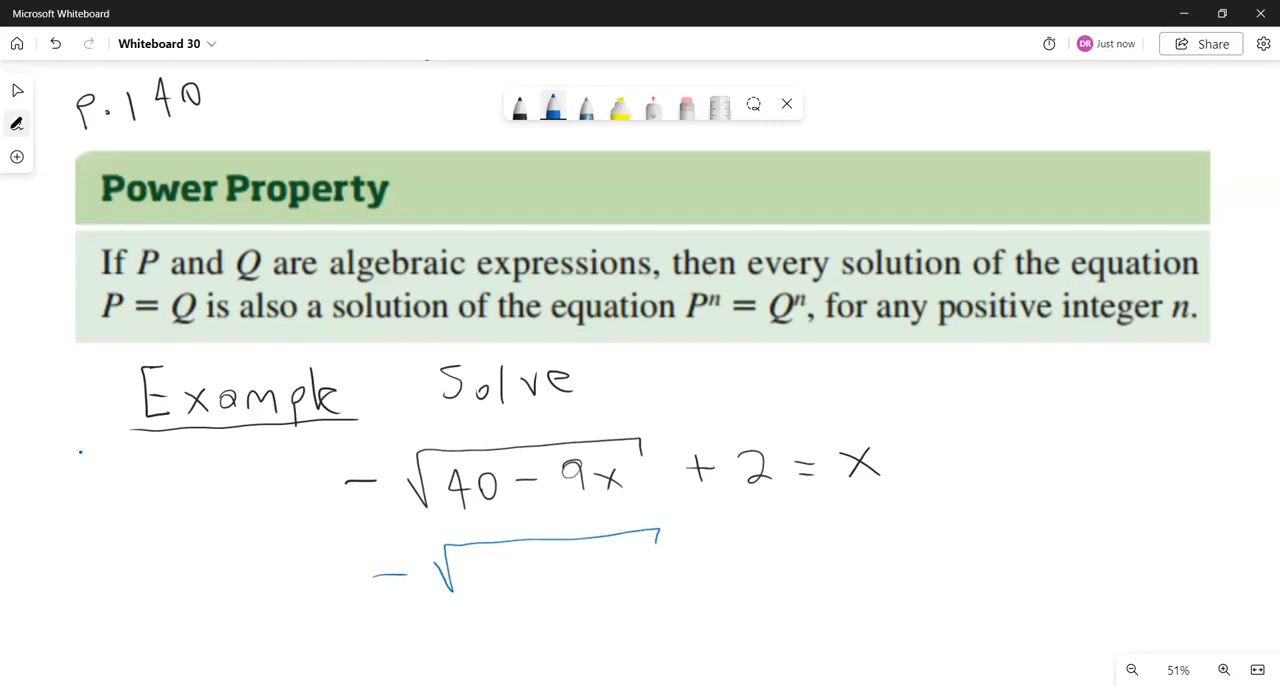 Microsoft Whiteboard
Whiteboard 30
DR Just now
Share
p. 140
Power Property
If P and Q are algebraic expressions, then every solution of the equation
P = Q is also a solution of the equation Pⁿ = Qⁿ, for any positive integer n.
Example Solve
- √(40 - 9x) + 2 = x
- √
51%